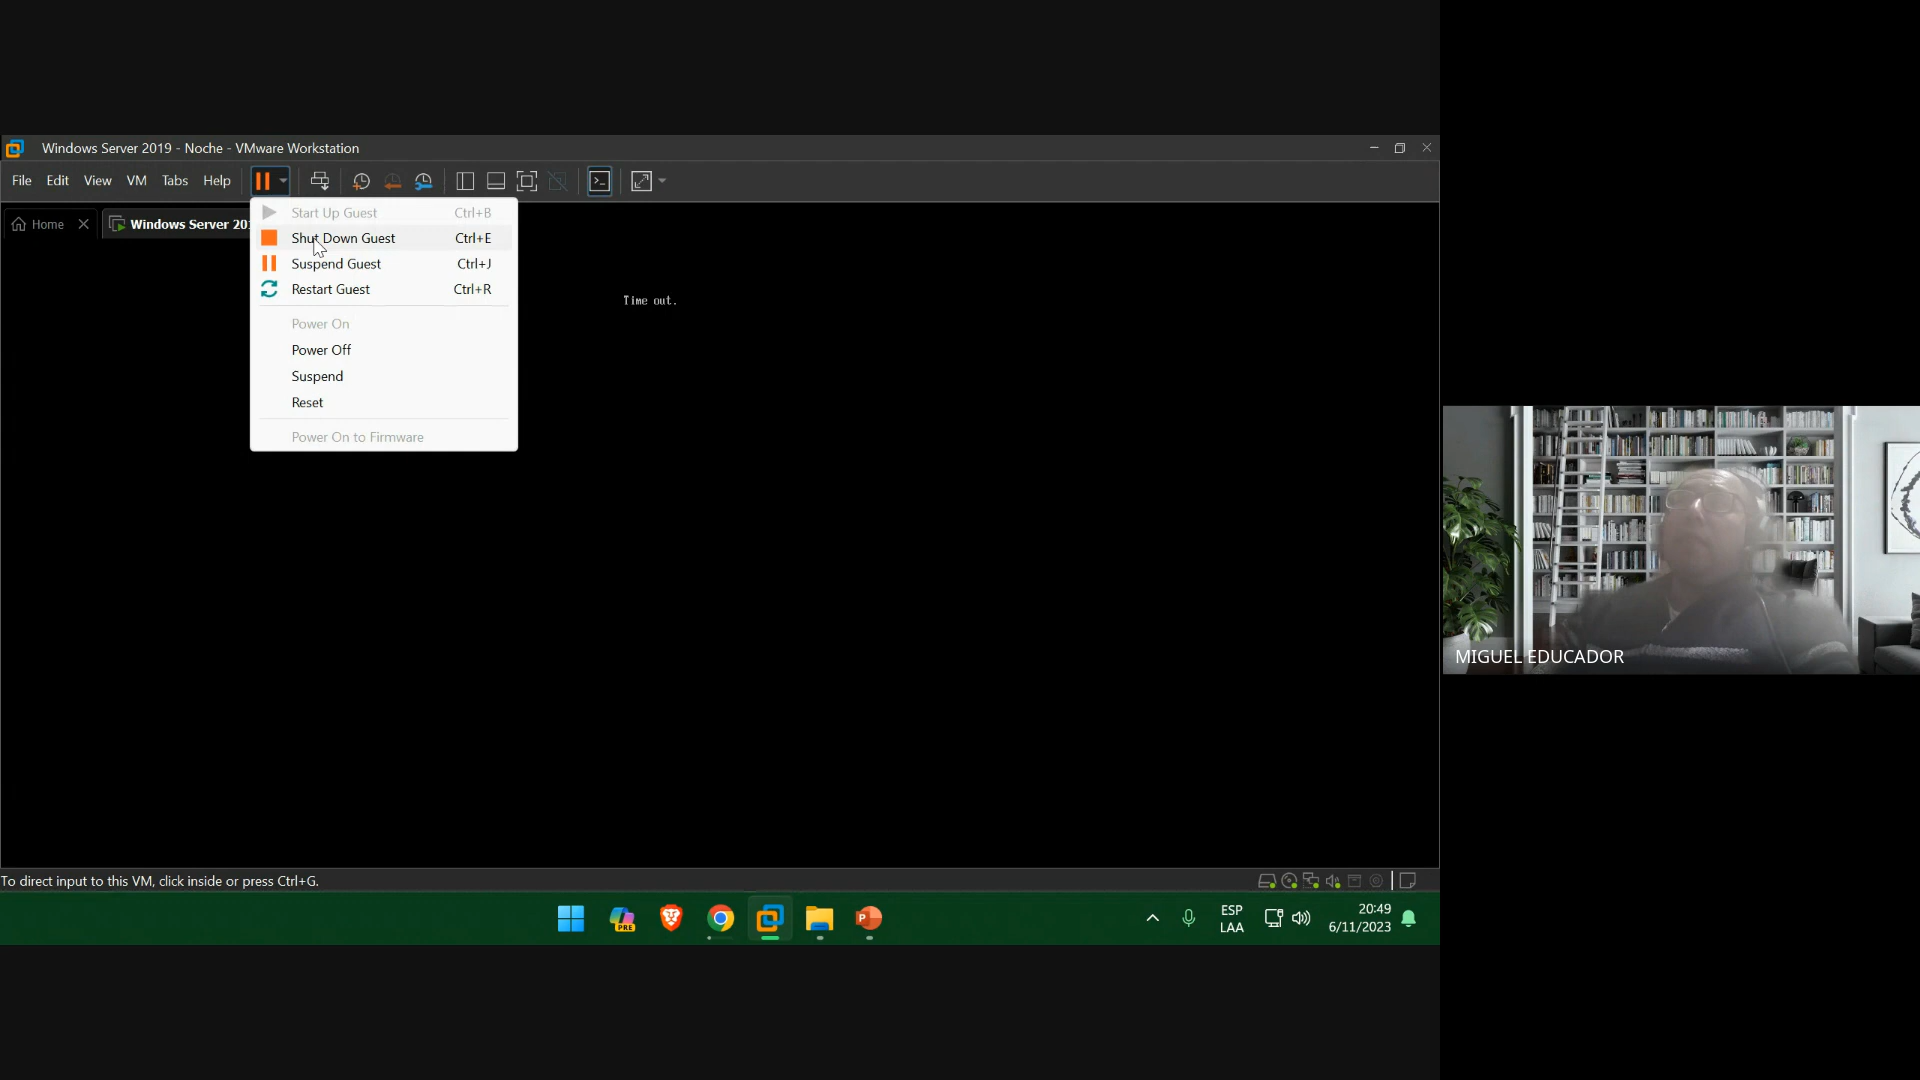 Windows Server 2019 - Noche - VMware Workstation
File Edit View VM Tabs Help
Start Up Guest Ctrl+B
Home Windows Server 201
Shut Down Guest Ctrl+E
Suspend Guest Ctrl+J
Restart Guest Ctrl+R
Time out.
Power On
Power Off
Suspend
Reset
Power On to Firmware
MIGUEL EDUCADOR
To direct input to this VM, click inside or press Ctrl+G.
PRE
P
ESP
LAA
20:49
6/11/2023